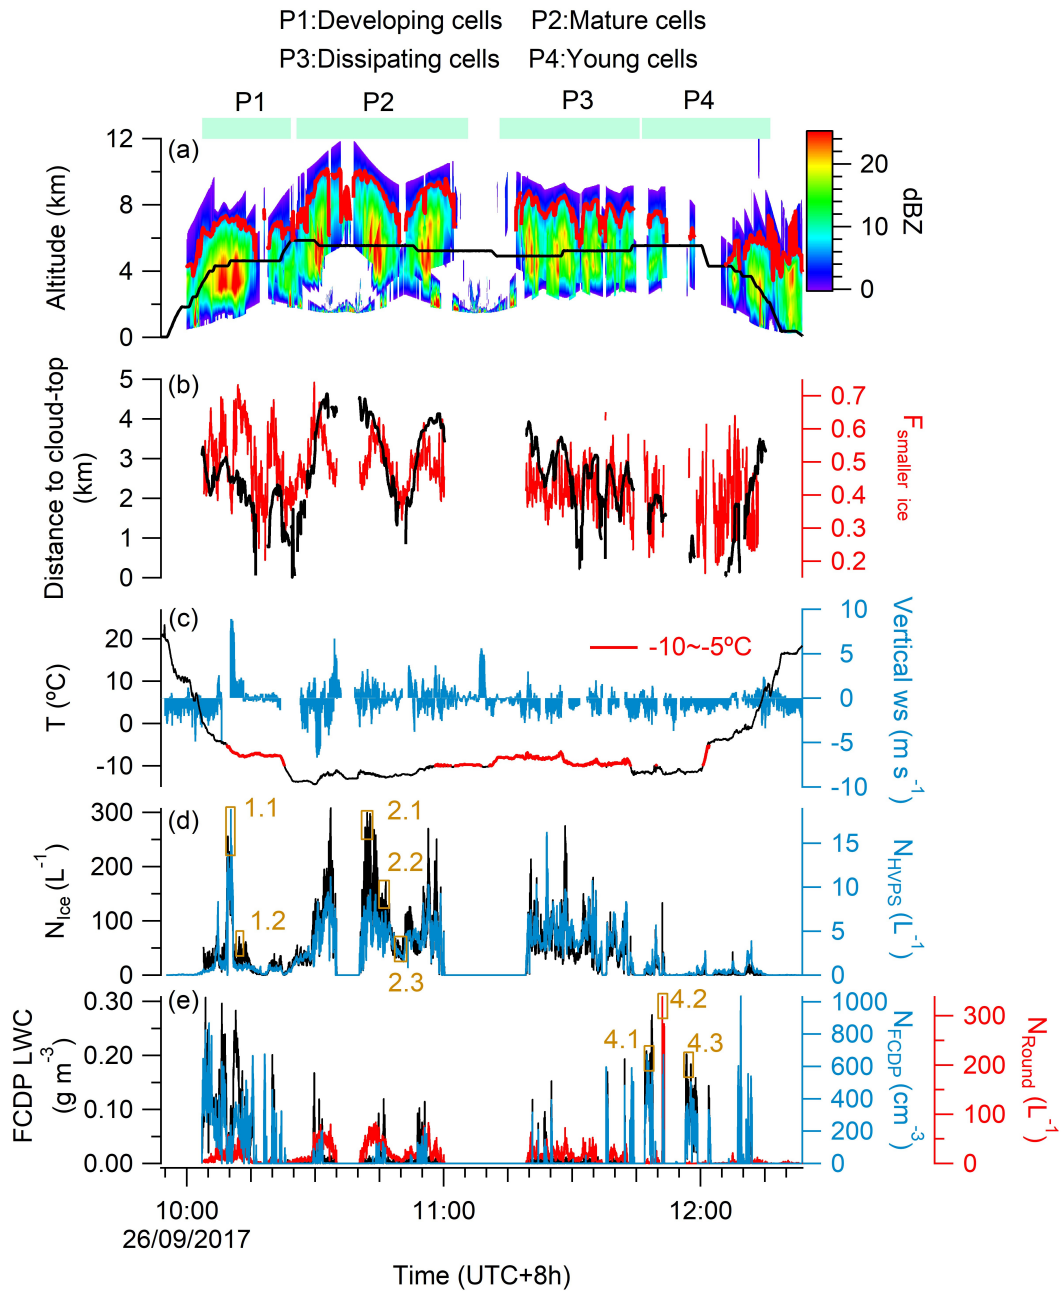 P1:Developing cells P2:Mature cells
P3:Dissipating cells P4:Young cells
P1 P2 P3 P4
(a)
12
8
4
0
Altitude (km)
20
10
0
dBZ
(b)
5
4
3
2
1
0
Distance to cloud-top
(km)
0.7
0.6
0.5
0.4
0.3
0.2
F smaller ice
(c)
20
10
0
-10
T (ºC)
-10~-5ºC
10
5
0
-5
-10
Vertical ws (m s-1)
(d)
300
200
100
0
NIce (L-1)
1.1
1.2
2.1
2.2
2.3
15
10
5
0
NHVPS (L-1)
(e)
0.30
0.20
0.10
0.00
FCDP LWC
(g m-3)
4.1
4.2
4.3
1000
800
600
400
200
0
NFCDP (cm-3)
300
200
100
0
NRound (L-1)
10:00 11:00 12:00
26/09/2017
Time (UTC+8h)